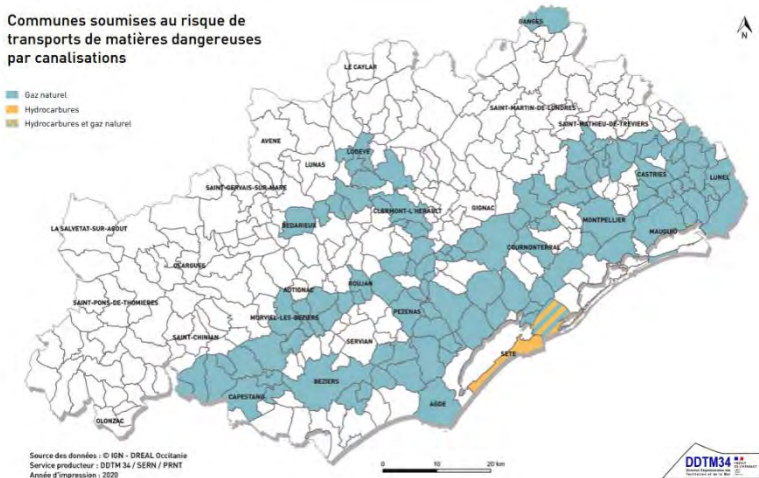 Communes soumises au risque de
transports de matières dangereuses
par canalisations
Gaz naturel
Hydrocarbures
Hydrocarbures et gaz naturel
N
GANGES
LE CAYLAR
SAINT-MARTIN-DE-LONDRES
SAINT-MATHIEU-DE-TREVIERS
AVENE
LODEVE
LUNAS
CASTRIES
LUNEL
SAINT-GERVAIS-SUR-MARE
CLERMONT-L'HERAULT
GIGNAC
BEDARIEUX
MONTPELLIER
LA SALVETAT-SUR-AGOUT
MAUGUIO
COURNONTERRAL
OLARGUES
ROUJAN
AUTIGNAC
SAINT-PONS-DE-THOMIERES
PEZENAS
MURVIEL-LES-BEZIERS
SAINT-CHINIAN
SERVIAN
SETE
BEZIERS
CAPESTANG
AGDE
OLONZAC
Source des données : © IGN - DREAL Occitanie
Service producteur : DDTM 34 / SERN / PRNT
Année d'impression : 2020
0 10 20 km
DDTM34